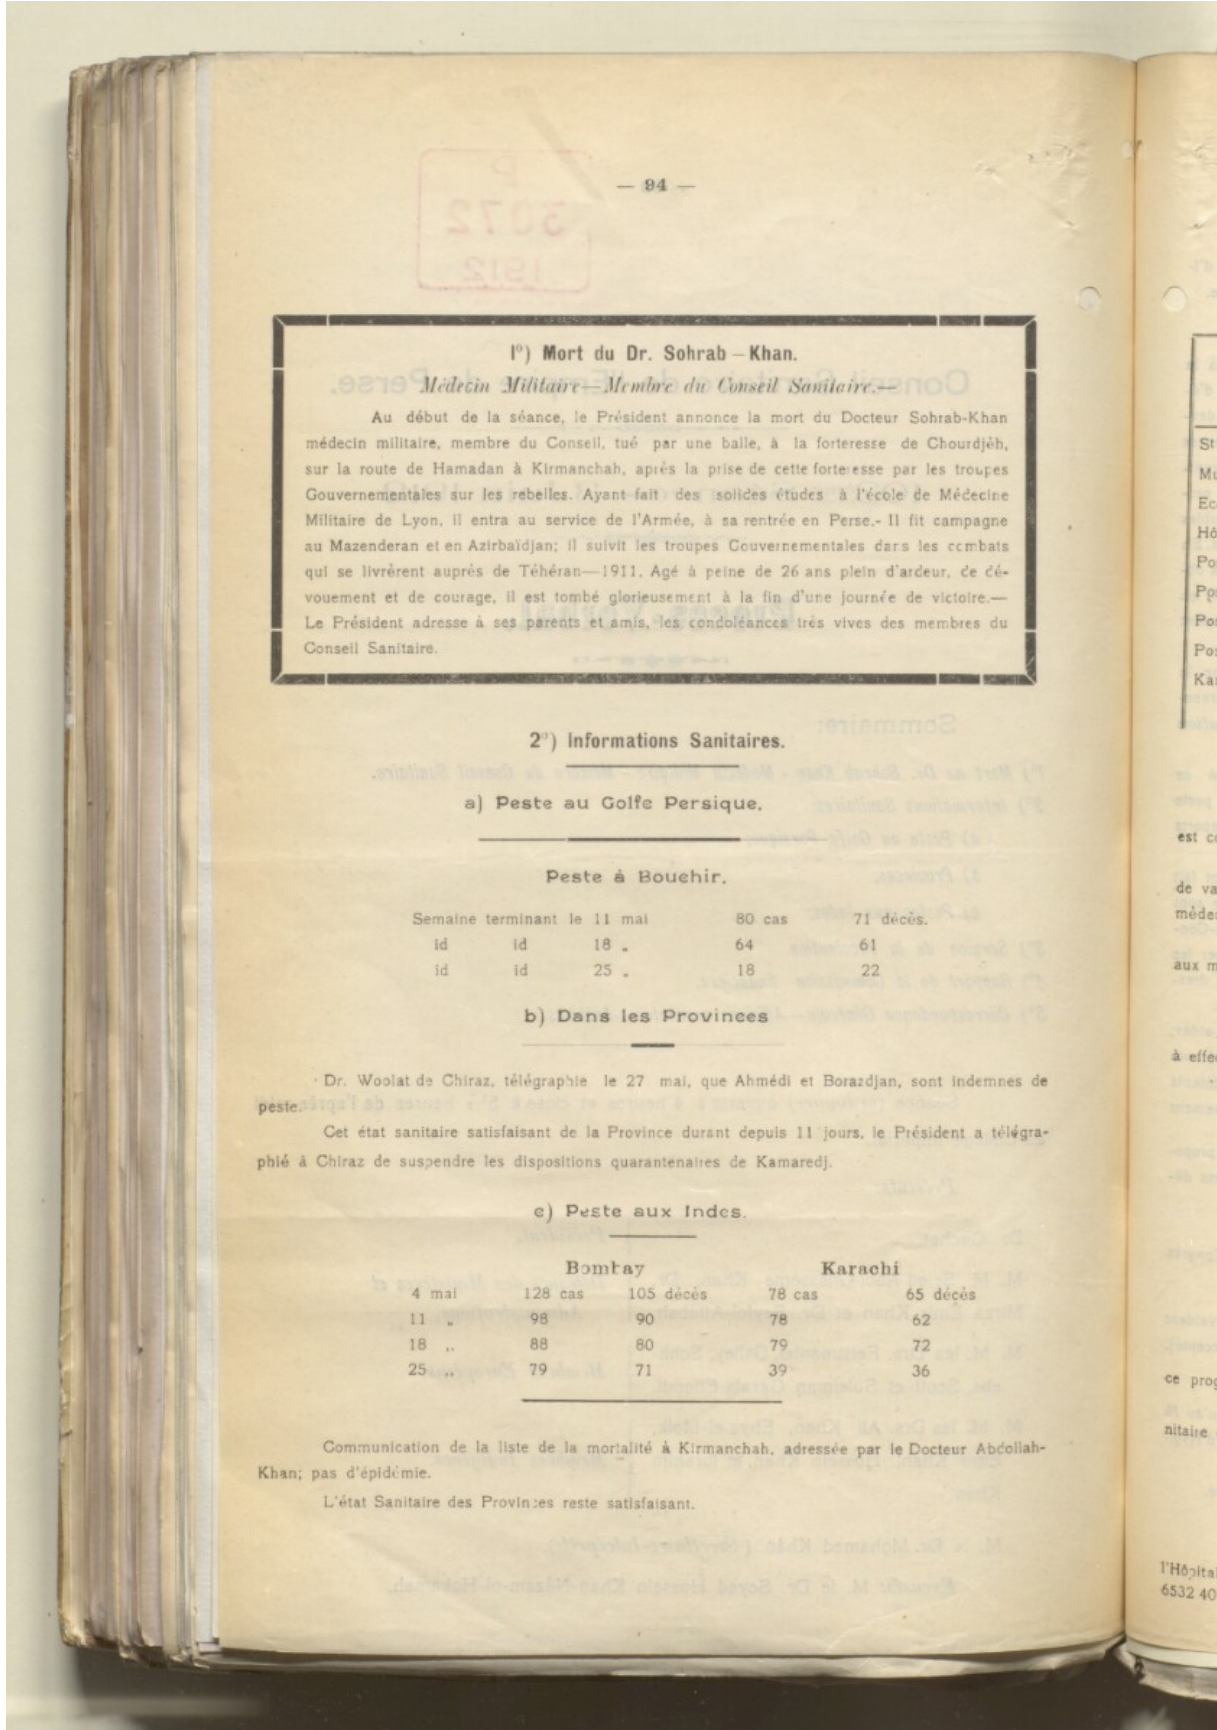 — 94 —
1º) Mort du Dr. Sohrab – Khan.
Médecin Militaire—Membre du Conseil Sanitaire.—
Au début de la séance, le Président annonce la mort du Docteur Sohrab-Khan
médecin militaire, membre du Conseil, tué par une balle, à la forteresse de Chourdjéh,
sur la route de Hamadan à Kirmanchah, après la prise de cette forteresse par les troupes
Gouvernementales sur les rebelles. Ayant fait des solides études à l'école de Médecine
Militaire de Lyon, il entra au service de l'Armée, à sa rentrée en Perse.- Il fit campagne
au Mazenderan et en Azirbaïdjan; il suivit les troupes Gouvernementales dans les combats
qui se livrèrent auprès de Téhéran—1911. Agé à peine de 26 ans plein d'ardeur, de dé-
vouement et de courage, il est tombé glorieusement à la fin d'une journée de victoire.—
Le Président adresse à ses parents et amis, les condoléances très vives des membres du
Conseil Sanitaire.
2º) Informations Sanitaires.
a) Peste au Golfe Persique.
Peste à Bouchir.
Semaine terminant le 11 mai 80 cas 71 décès.
id id 18 „ 64 61
id id 25 „ 18 22
b) Dans les Provinces
Dr. Woolat de Chiraz, télégraphie le 27 mai, que Ahmédi et Borazdjan, sont indemnes de
peste.
Cet état sanitaire satisfaisant de la Province durant depuis 11 jours, le Président a télégra-
phié à Chiraz de suspendre les dispositions quarantenaires de Kamaredj.
c) Peste aux Indes.
Bombay Karachi
4 mai 128 cas 105 décès 78 cas 65 décès
11 „ 98 90 78 62
18 „ 88 80 79 72
25 „ 79 71 39 36
Communication de la liste de la mortalité à Kirmanchah, adressée par le Docteur Abdollah-
Khan; pas d'épidémie.
L'état Sanitaire des Provinces reste satisfaisant.